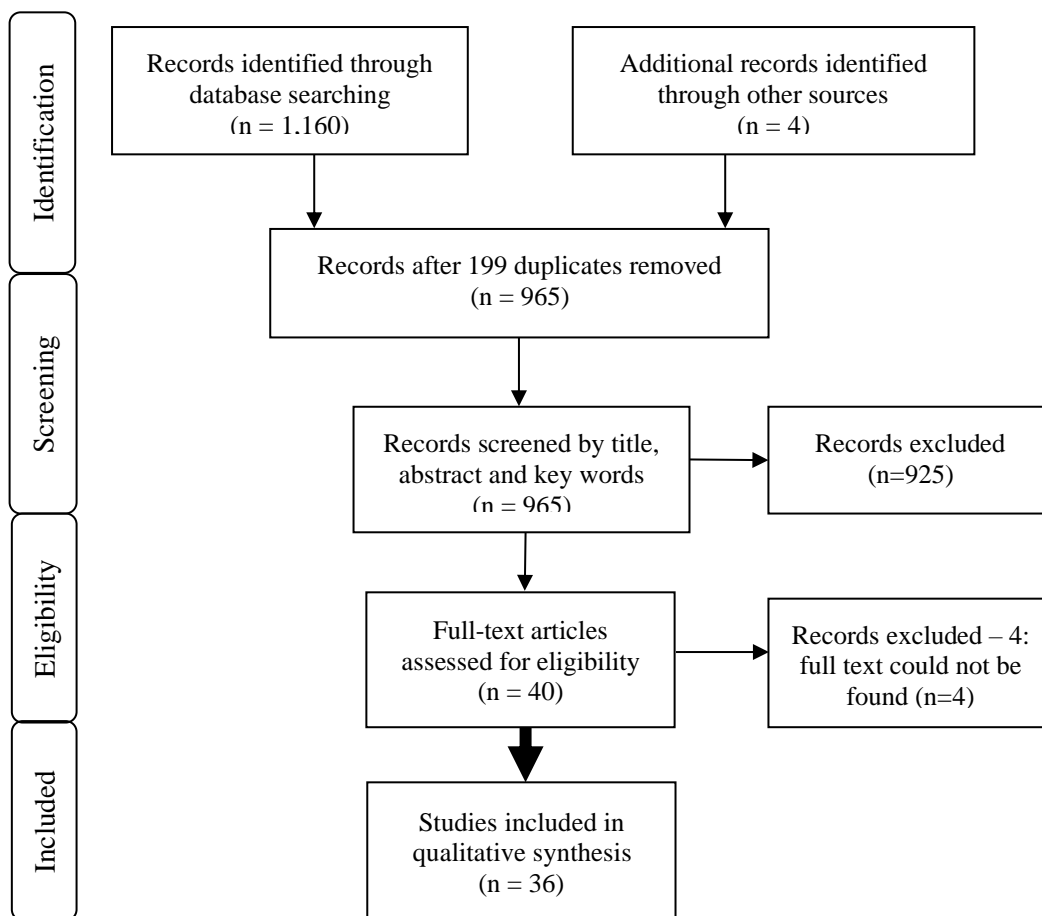 Identification
Records identified through
database searching
(n = 1,160)
Additional records identified
through other sources
(n = 4)
Records after 199 duplicates removed
(n = 965)
Screening
Records screened by title,
abstract and key words
(n = 965)
Records excluded
(n=925)
Eligibility
Full-text articles
assessed for eligibility
(n = 40)
Records excluded – 4:
full text could not be
found (n=4)
Included
Studies included in
qualitative synthesis
(n = 36)